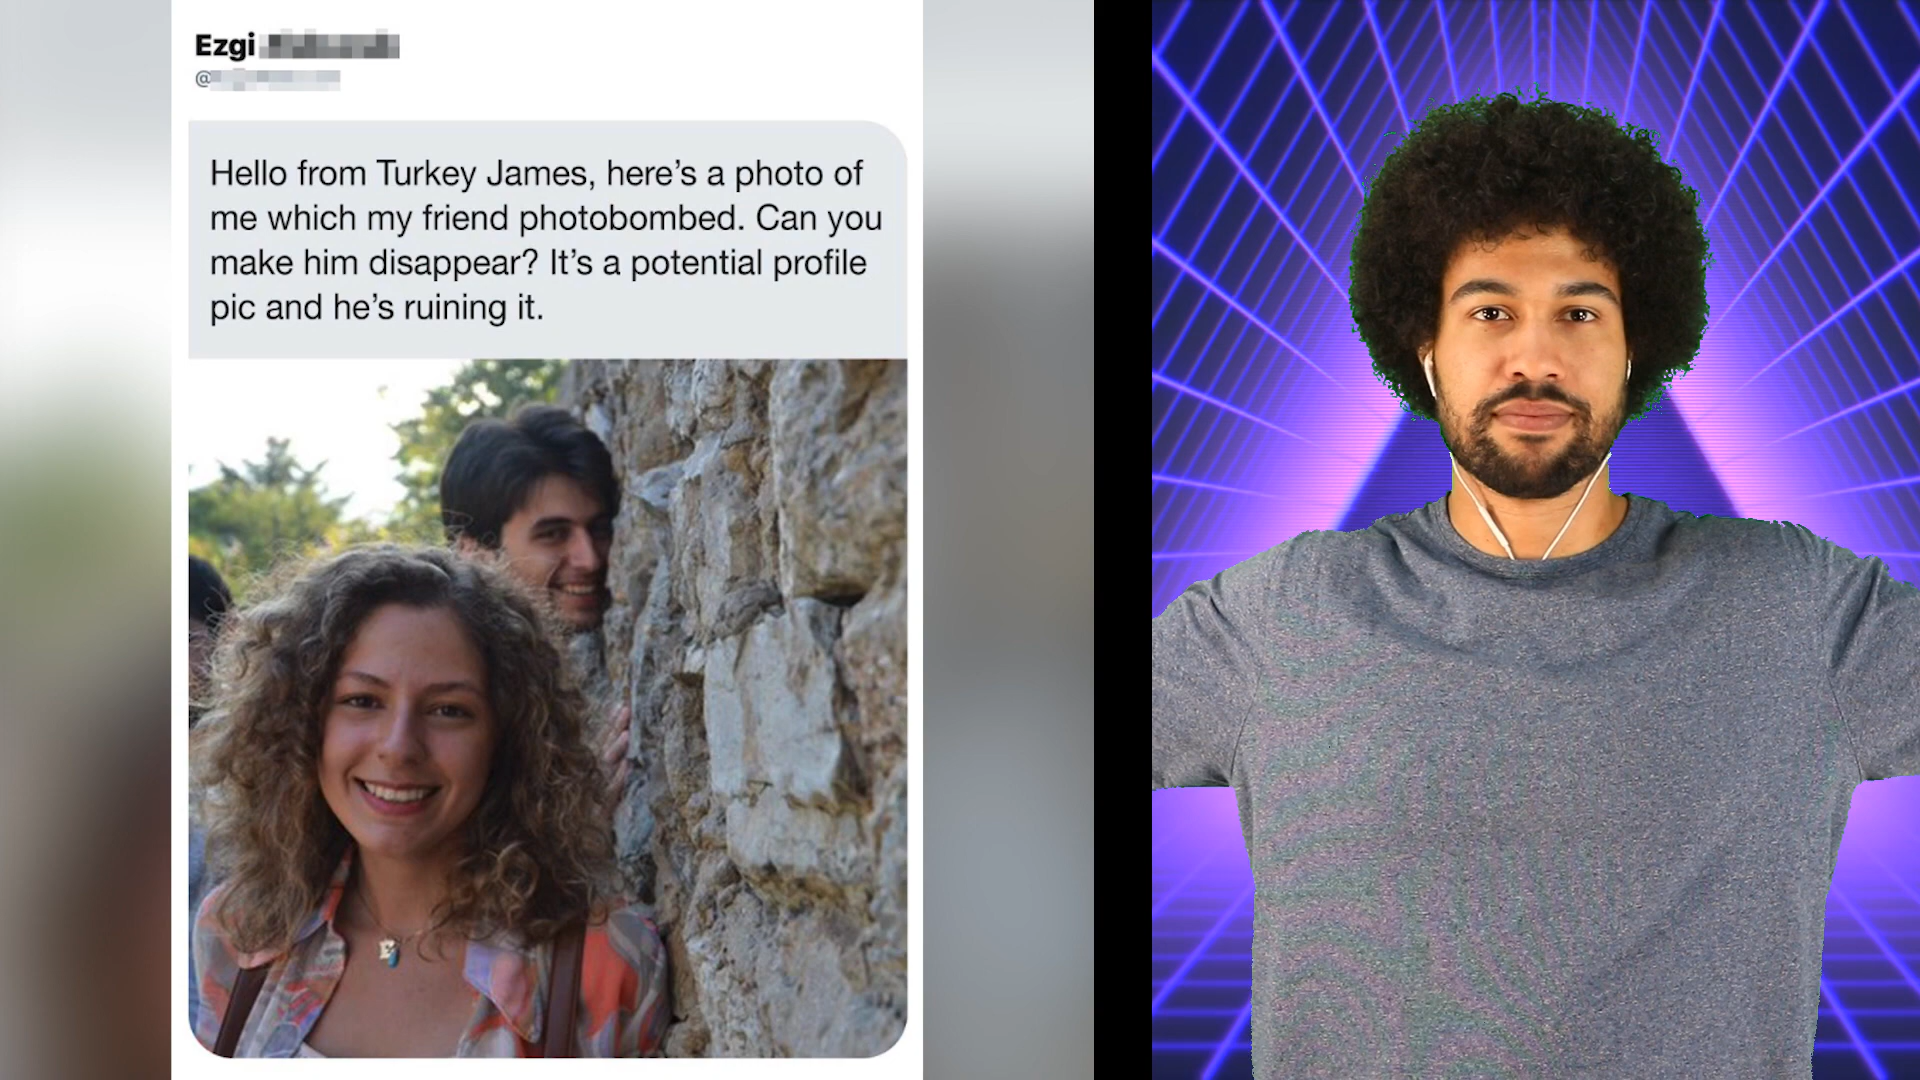 Ezgi
@
Hello from Turkey James, here’s a photo of
me which my friend photobombed. Can you
make him disappear? It’s a potential profile
pic and he’s ruining it.